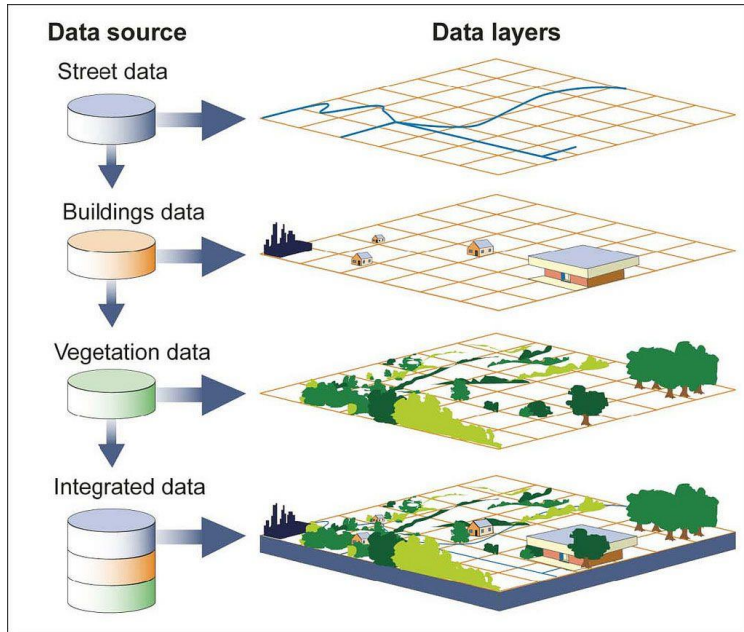 Data source
Data layers
Street data
Buildings data
Vegetation data
Integrated data